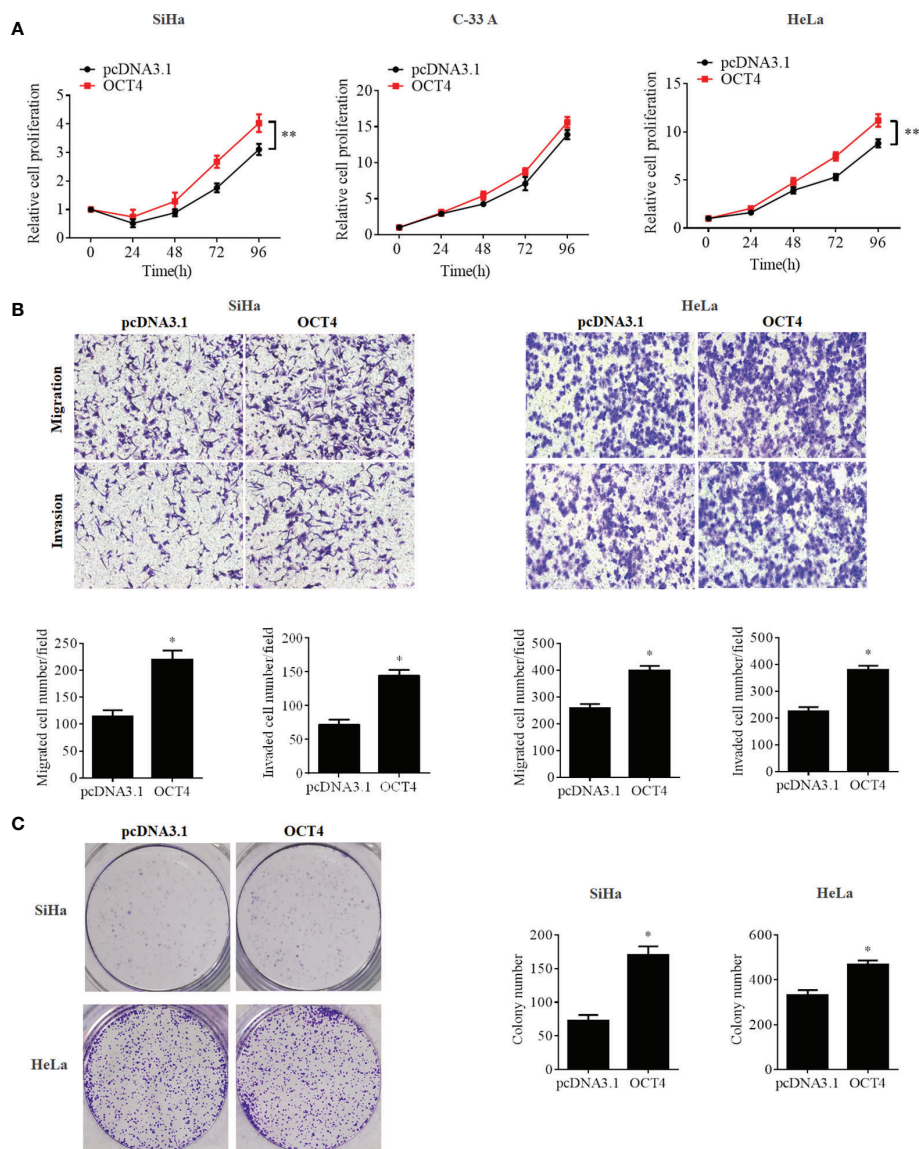 A
SiHa
C-33 A
HeLa
pcDNA3.1
OCT4
Relative cell proliferation
5
4
3
2
1
0
**
0 24 48 72 96
Time(h)
pcDNA3.1
OCT4
Relative cell proliferation
20
15
10
5
0
0 24 48 72 96
Time(h)
pcDNA3.1
OCT4
Relative cell proliferation
15
10
5
0
**
0 24 48 72 96
Time(h)
B
SiHa
pcDNA3.1 OCT4
Migration
Invasion
HeLa
pcDNA3.1 OCT4
Migrated cell number/field
250
200
150
100
50
0
*
pcDNA3.1 OCT4
Invaded cell number/field
150
100
50
0
*
pcDNA3.1 OCT4
Migrated cell number/field
500
400
300
200
100
0
*
pcDNA3.1 OCT4
Invaded cell number/field
500
400
300
200
100
0
*
pcDNA3.1 OCT4
C
pcDNA3.1 OCT4
SiHa
HeLa
SiHa
Colony number
200
150
100
50
0
*
pcDNA3.1 OCT4
HeLa
Colony number
600
400
200
0
*
pcDNA3.1 OCT4